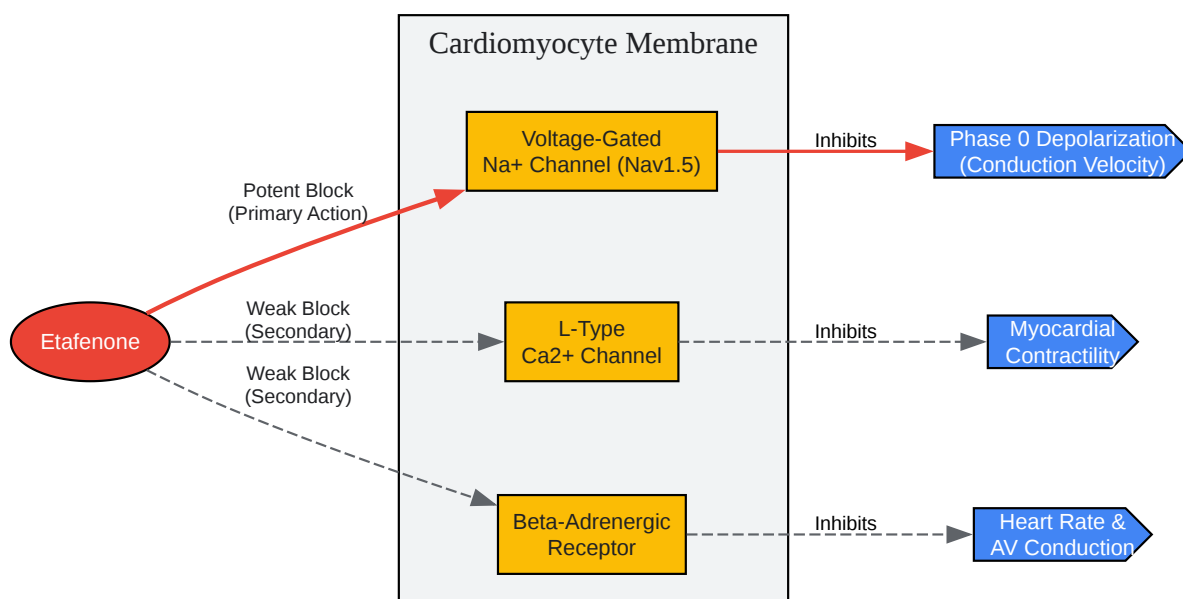 Cardiomyocyte Membrane
Voltage-Gated
Na+ Channel (Nav1.5)
Inhibits
Phase 0 Depolarization
(Conduction Velocity)
Potent Block
(Primary Action)
Etafenone
Weak Block
(Secondary)
L-Type
Ca2+ Channel
Inhibits
Myocardial
Contractility
Weak Block
(Secondary)
Beta-Adrenergic
Receptor
Inhibits
Heart Rate &
AV Conduction